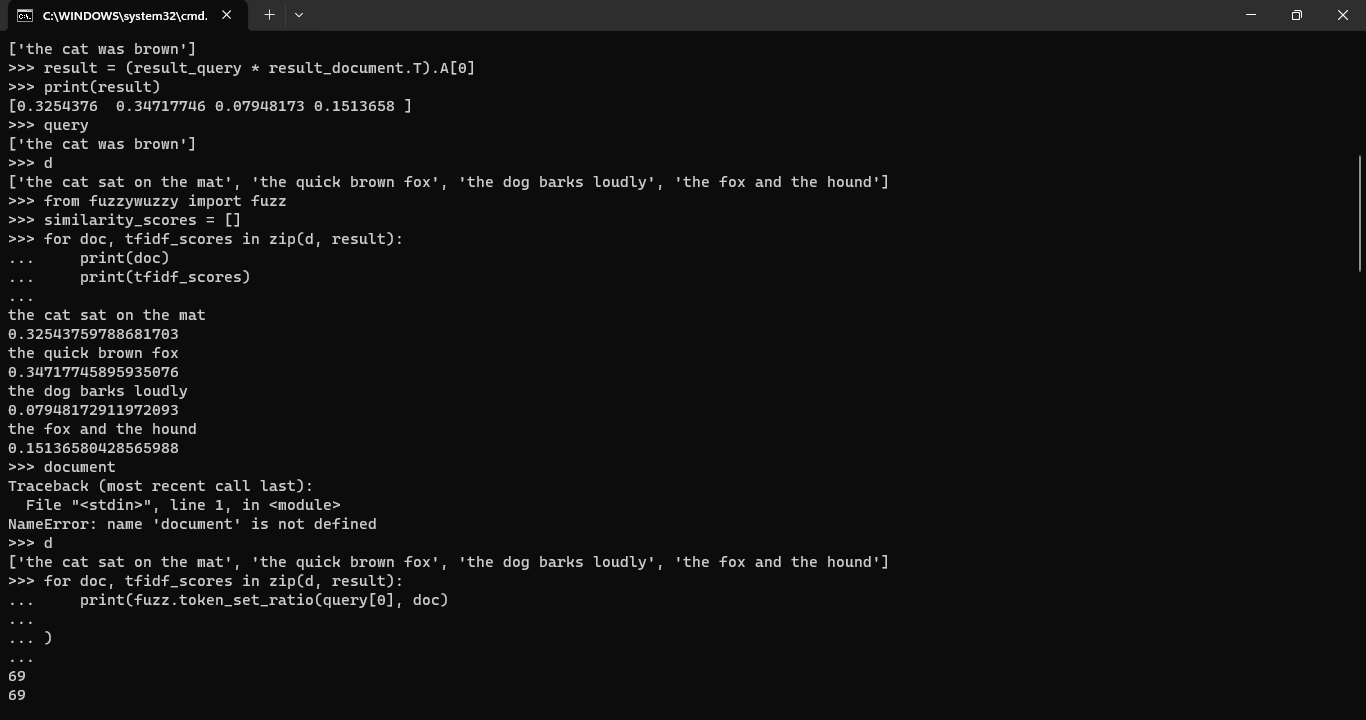 C:\WINDOWS\system32\cmd.
['the cat was brown']
>>> result = (result_query * result_document.T).A[0]
>>> print(result)
[0.3254376  0.34717746 0.07948173 0.1513658 ]
>>> query
['the cat was brown']
>>> d
['the cat sat on the mat', 'the quick brown fox', 'the dog barks loudly', 'the fox and the hound']
>>> from fuzzywuzzy import fuzz
>>> similarity_scores = []
>>> for doc, tfidf_scores in zip(d, result):
...     print(doc)
...     print(tfidf_scores)
...
the cat sat on the mat
0.32543759788681703
the quick brown fox
0.34717745895935076
the dog barks loudly
0.07948172911972093
the fox and the hound
0.15136580428565988
>>> document
Traceback (most recent call last):
  File "<stdin>", line 1, in <module>
NameError: name 'document' is not defined
>>> d
['the cat sat on the mat', 'the quick brown fox', 'the dog barks loudly', 'the fox and the hound']
>>> for doc, tfidf_scores in zip(d, result):
...     print(fuzz.token_set_ratio(query[0], doc)
...
... )
...
69
69